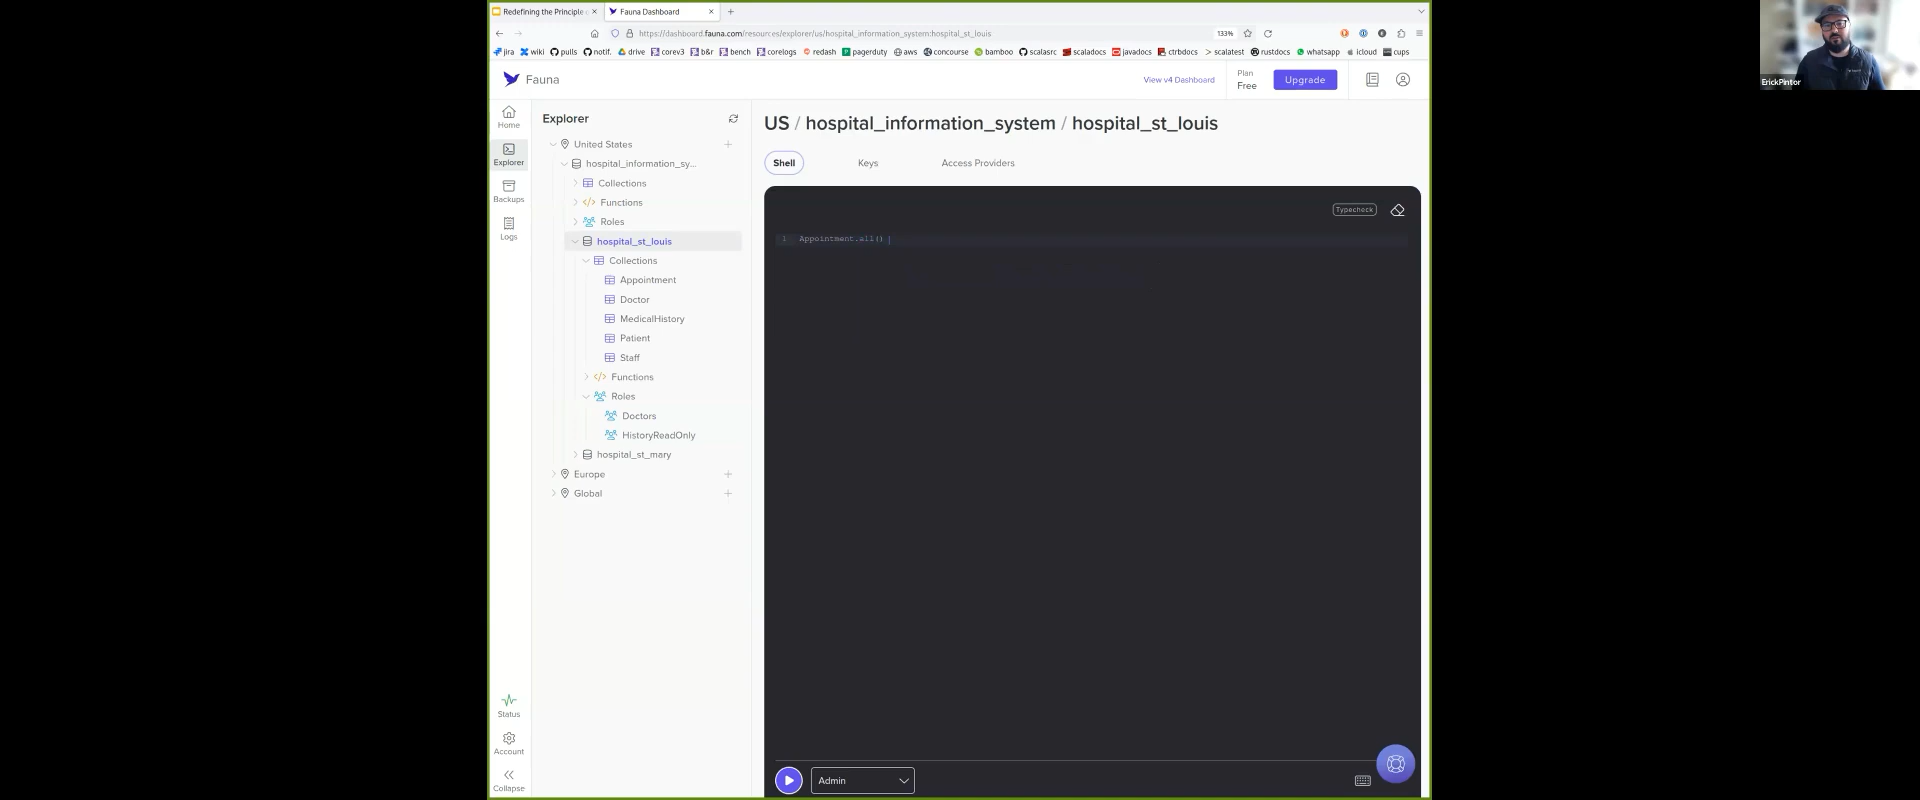 Redefining the Principle
Fauna Dashboard
https://dashboard.fauna.com/resources/explorer/us/hospital_information_system:hospital_st_louis
133%
jira wiki pulls notif. drive corev3 b&r bench corelogs redash pagerduty aws concourse bamboo scalasrc scaladocs javadocs ctrbdocs scalatest rustdocs whatsapp icloud cups
Fauna
View v4 Dashboard
Plan
Free
Upgrade
ErickPintor
Home
Explorer
Backups
Logs
Status
Account
Collapse
Explorer
United States
hospital_information_sy...
Collections
Functions
Roles
hospital_st_louis
Collections
Appointment
Doctor
MedicalHistory
Patient
Staff
Functions
Roles
Doctors
HistoryReadOnly
hospital_st_mary
Europe
Global
US / hospital_information_system / hospital_st_louis
Shell
Keys
Access Providers
Typecheck
1 Appointment.all()
Admin